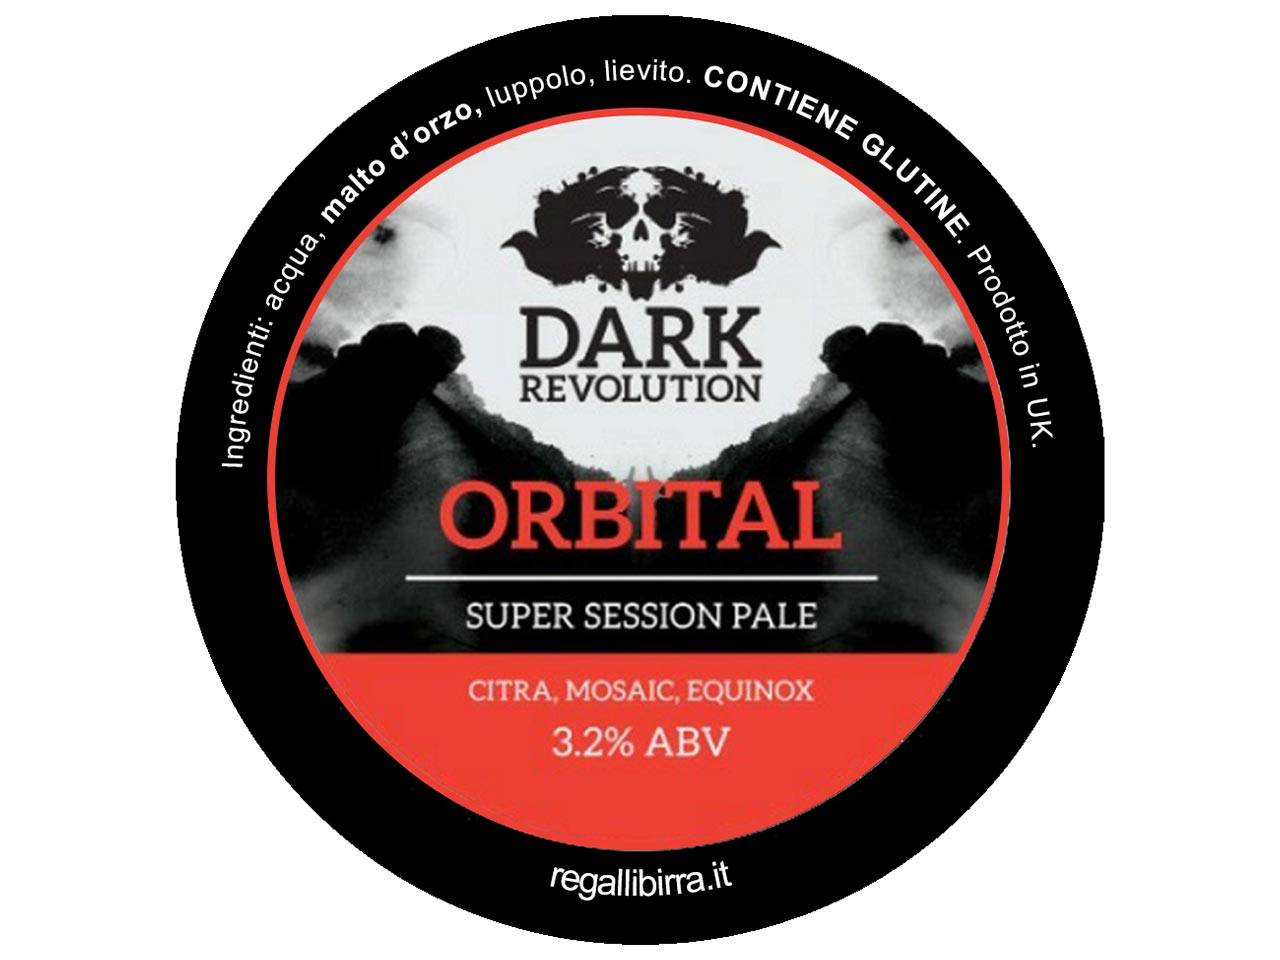 Ingredienti: acqua, malto d'orzo, luppolo, lievito. CONTIENE GLUTINE. Prodotto in UK.
DARK
REVOLUTION
ORBITAL
SUPER SESSION PALE
CITRA, MOSAIC, EQUINOX
3.2% ABV
regallibirra.it